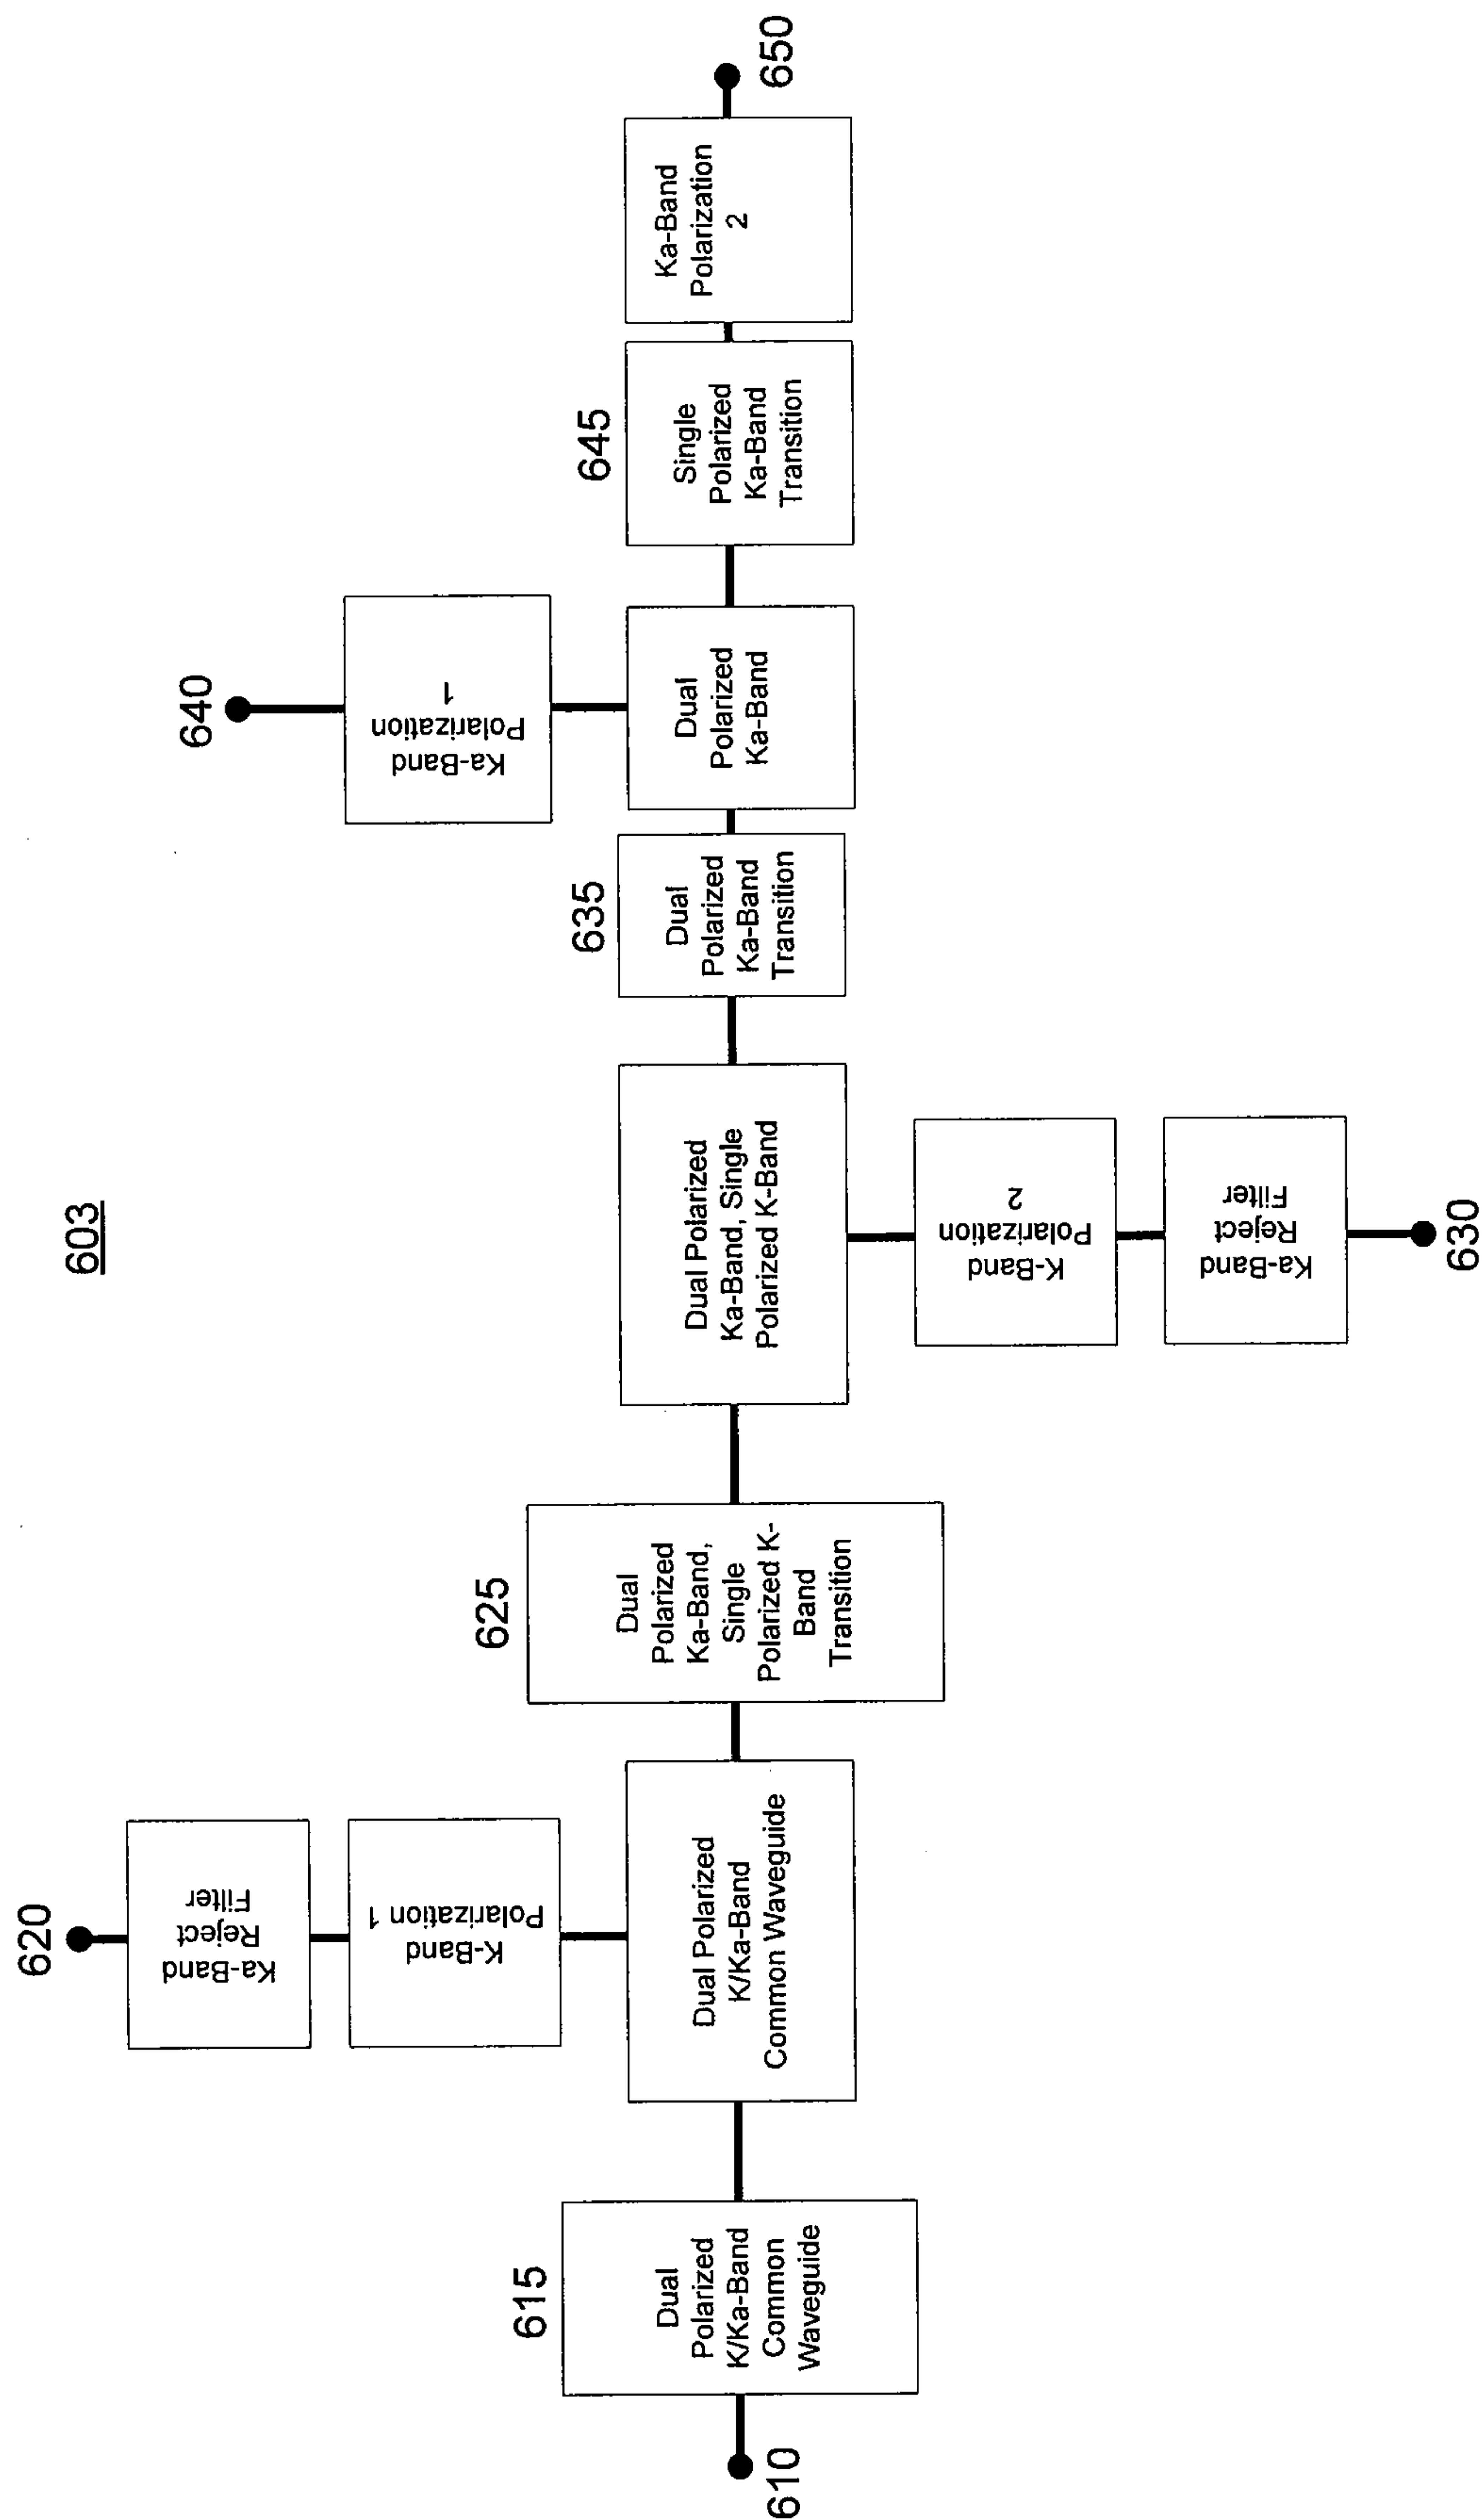 603
610
615
Dual
Polarized
K/Ka-Band
Common
Waveguide
Dual Polarized
K/Ka-Band
Common Waveguide
K-Band
Polarization 1
Ka-Band
Reject
Filter
620
625
Dual
Polarized
Ka-Band,
Single
Polarized K-
Band
Transition
Dual Polarized
Ka-Band, Single
Polarized K-Band
K-Band
Polarization
2
Ka-Band
Reject
Filter
630
635
Dual
Polarized
Ka-Band
Transition
Dual
Polarized
Ka-Band
Ka-Band
Polarization
1
640
645
Single
Polarized
Ka-Band
Transition
Ka-Band
Polarization
2
650